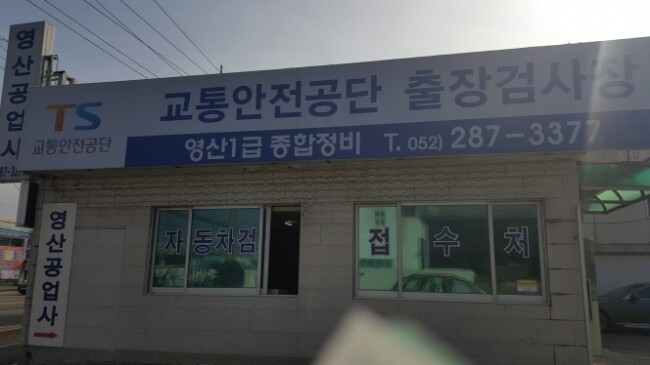 영산공업사
TS
교통안전공단
교통안전공단 출장검사장
영산1급 종합정비 T. 052) 287-3377
자동차검
접수처
영산공업사